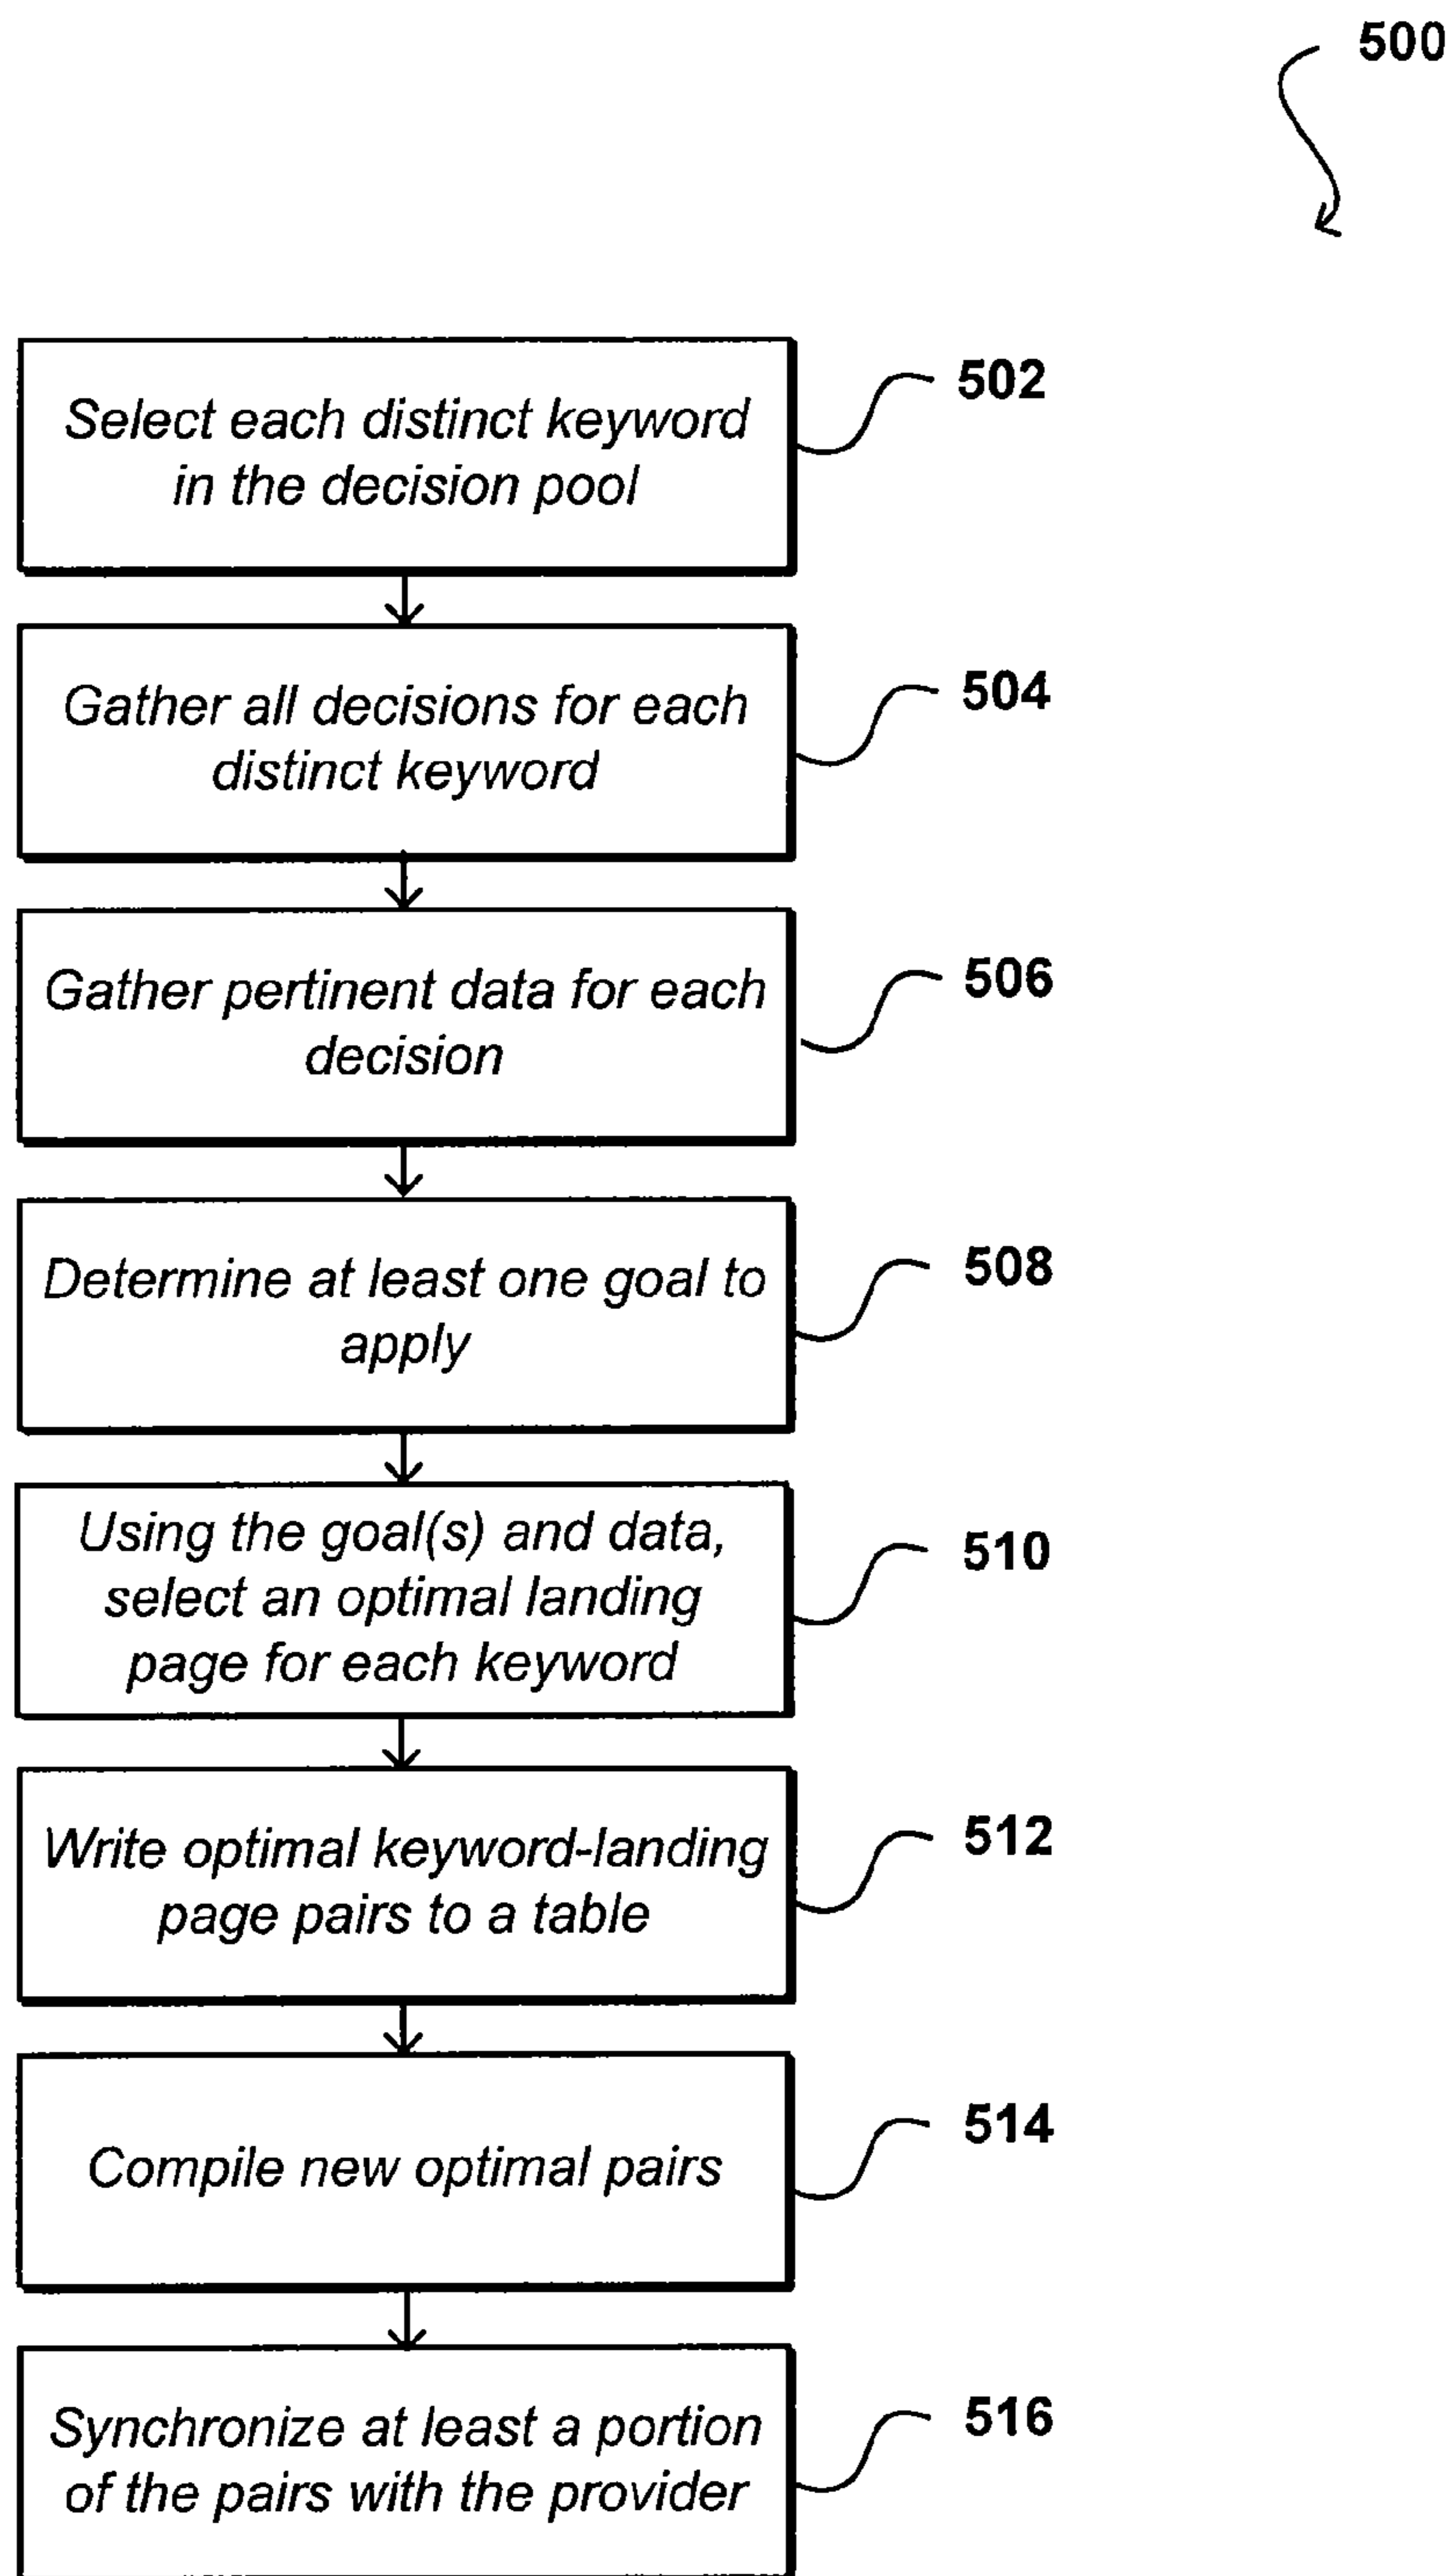 500
Select each distinct keyword
in the decision pool
502
Gather all decisions for each
distinct keyword
504
Gather pertinent data for each
decision
506
Determine at least one goal to
apply
508
Using the goal(s) and data,
select an optimal landing
page for each keyword
510
Write optimal keyword-landing
page pairs to a table
512
Compile new optimal pairs
514
Synchronize at least a portion
of the pairs with the provider
516